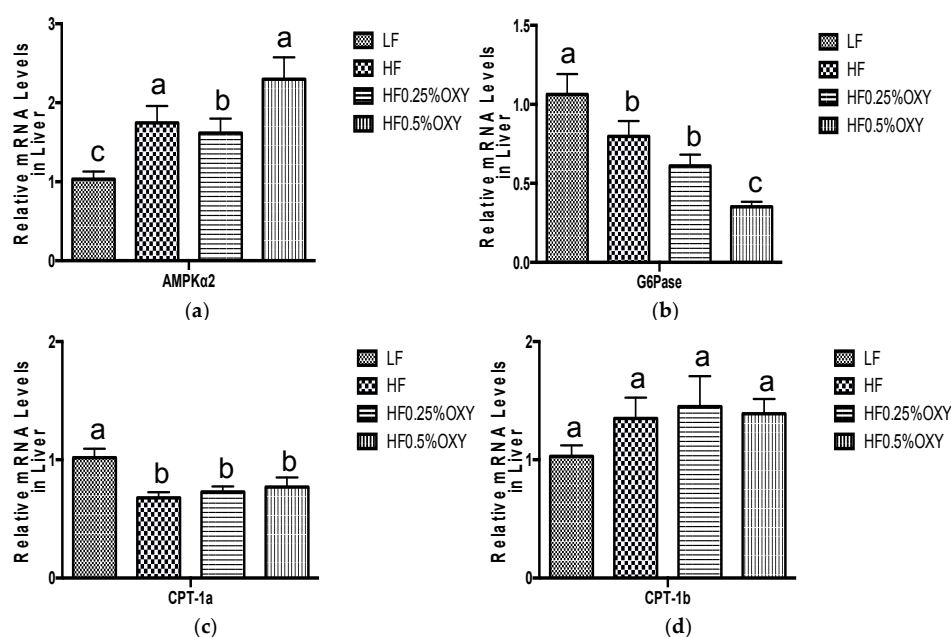 Relative mRNA Levels
in Liver
3
2
1
0
c
a
b
a
AMPKα2
LF
HF
HF0.25%OXY
HF0.5%OXY
(a)
Relative mRNA Levels
in Liver
1.5
1.0
0.5
0.0
a
b
b
c
G6Pase
LF
HF
HF0.25%OXY
HF0.5%OXY
(b)
Relative mRNA Levels
in Liver
2
1
0
a
b
b
b
CPT-1a
LF
HF
HF0.25%OXY
HF0.5%OXY
(c)
Relative mRNA Levels
in Liver
2
1
0
a
a
a
a
CPT-1b
LF
HF
HF0.25%OXY
HF0.5%OXY
(d)